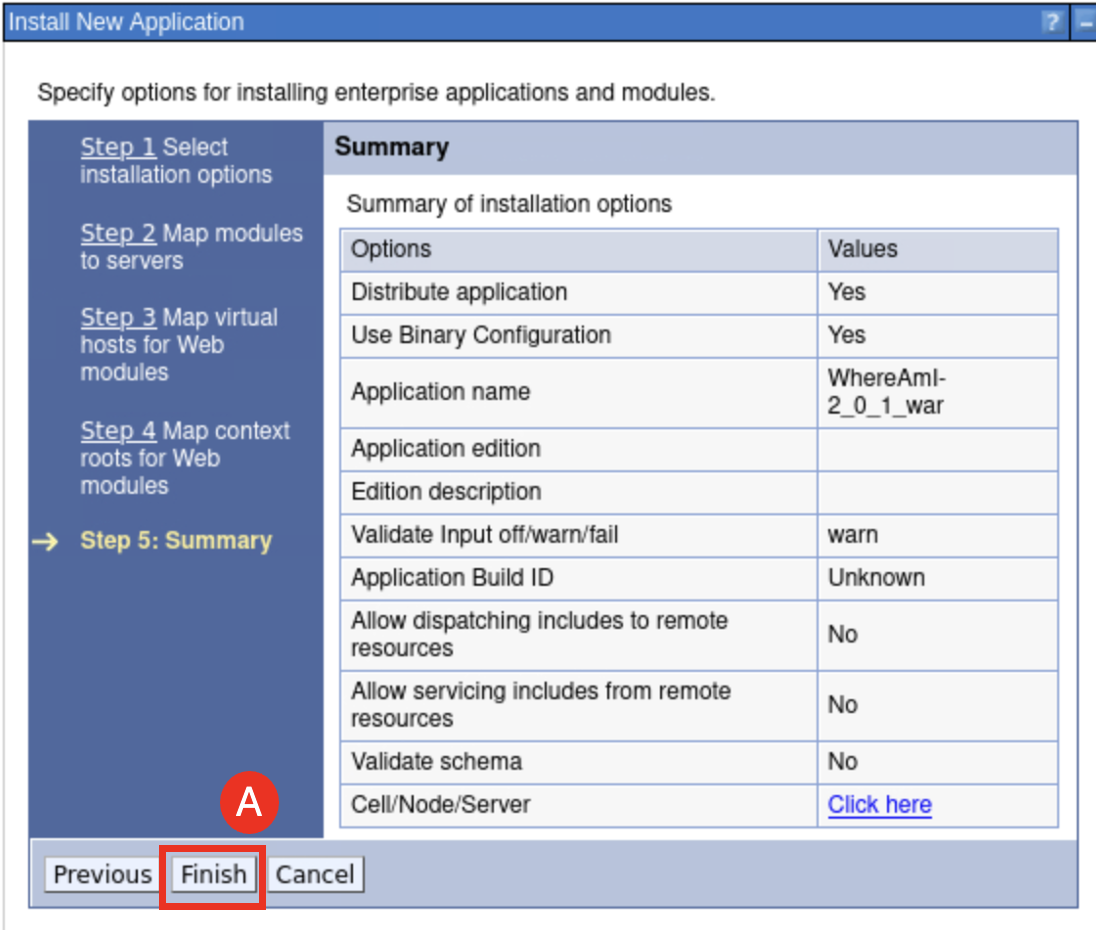 Install New Application
?
Specify options for installing enterprise applications and modules.
Step 1 Select
installation options
Step 2 Map modules
to servers
Step 3 Map virtual
hosts for Web
modules
Step 4 Map context
roots for Web
modules
Step 5: Summary
Summary
Summary of installation options
Options Values
Distribute application Yes
Use Binary Configuration Yes
Application name WhereAmI-
2_0_1_war
Application edition
Edition description
Validate Input off/warn/fail warn
Application Build ID Unknown
Allow dispatching includes to remote
resources No
Allow servicing includes from remote
resources No
Validate schema No
Cell/Node/Server Click here
A
Previous Finish Cancel